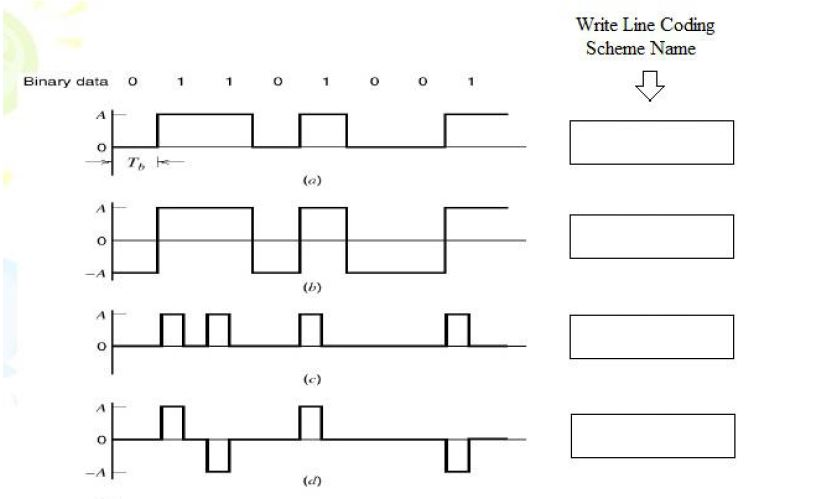 Write Line Coding
Scheme Name
Binary data 0 1 1 0 1 0 0 1
A
0
T_b
(a)
A
0
−A
(b)
A
0
(c)
A
0
−A
(d)